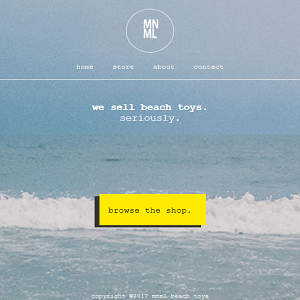 MN
ML
home store about contact
we sell beach toys.
seriously.
browse the shop.
copyright @2017 mnml beach toys